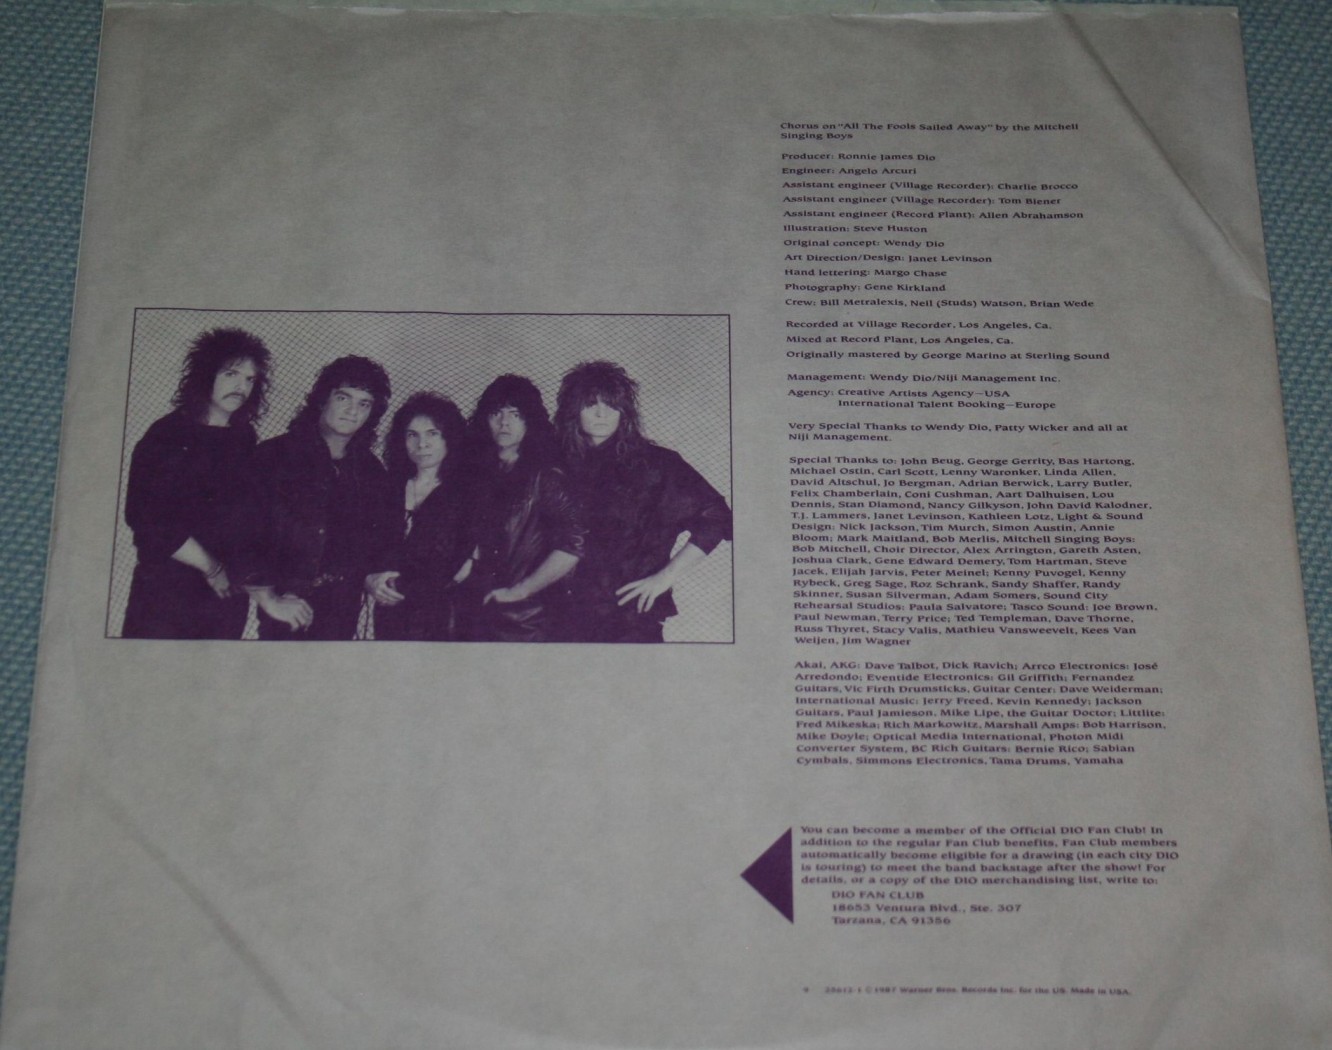 Chorus on "All The Fools Sailed Away" by the Mitchell
Singing Boys
Producer: Ronnie James Dio
Engineer: Angelo Arcuri
Assistant engineer (Village Recorder): Charlie Brocco
Assistant engineer (Village Recorder): Tom Biener
Assistant engineer (Record Plant): Allen Abrahamson
Illustration: Steve Huston
Original concept: Wendy Dio
Art Direction/Design: Janet Levinson
Hand lettering: Margo Chase
Photography: Gene Kirkland
Crew: Bill Metralexis, Neil (Studs) Watson, Brian Wede
Recorded at Village Recorder, Los Angeles, Ca.
Mixed at Record Plant, Los Angeles, Ca.
Originally mastered by George Marino at Sterling Sound
Management: Wendy Dio/Niji Management Inc.
Agency: Creative Artists Agency—USA
International Talent Booking—Europe
Very Special Thanks to Wendy Dio, Patty Wicker and all at
Niji Management.
Special Thanks to: John Beug, George Gerrity, Bas Hartong,
Michael Ostin, Carl Scott, Lenny Waronker, Linda Allen,
David Altschul, Jo Bergman, Adrian Berwick, Larry Butler,
Felix Chamberlain, Coni Cushman, Aart Dalhuisen, Lou
Dennis, Stan Diamond, Nancy Gilkyson, John David Kalodner,
T.J. Lammers, Janet Levinson, Kathleen Lotz, Light & Sound
Design: Nick Jackson, Tim Murch, Simon Austin, Annie
Bloom; Mark Maitland, Bob Merlis, Mitchell Singing Boys:
Bob Mitchell, Choir Director, Alex Arrington, Gareth Asten,
Joshua Clark, Gene Edward Demery, Tom Hartman, Steve
Jacek, Elijah Jarvis, Peter Meinel; Kenny Puvogel, Kenny
Rybeck, Greg Sage, Roz Schrank, Sandy Shaffer, Randy
Skinner, Susan Silverman, Adam Somers, Sound City
Rehearsal Studios: Paula Salvatore; Tasco Sound: Joe Brown,
Paul Newman, Terry Price; Ted Templeman, Dave Thorne,
Russ Thyret, Stacy Valis, Mathieu Vansweevelt, Kees Van
Weijen, Jim Wagner
Akai, AKG: Dave Talbot, Dick Ravich; Arrco Electronics: José
Arredondo; Eventide Electronics: Gil Griffith; Fernandez
Guitars, Vic Firth Drumsticks, Guitar Center: Dave Weiderman;
International Music: Jerry Freed, Kevin Kennedy; Jackson
Guitars, Paul Jamieson, Mike Lipe, the Guitar Doctor; Littlite:
Fred Mikeska; Rich Markowitz, Marshall Amps: Bob Harrison,
Mike Doyle; Optical Media International, Photon Midi
Converter System, BC Rich Guitars: Bernie Rico; Sabian
Cymbals, Simmons Electronics, Tama Drums, Yamaha
You can become a member of the Official DIO Fan Club! In
addition to the regular Fan Club benefits, Fan Club members
automatically become eligible for a drawing (in each city DIO
is touring) to meet the band backstage after the show! For
details, or a copy of the DIO merchandising list, write to:
DIO FAN CLUB
18653 Ventura Blvd., Ste. 307
Tarzana, CA 91356
9 25612-1 © 1987 Warner Bros. Records Inc. for the US. Made in USA.